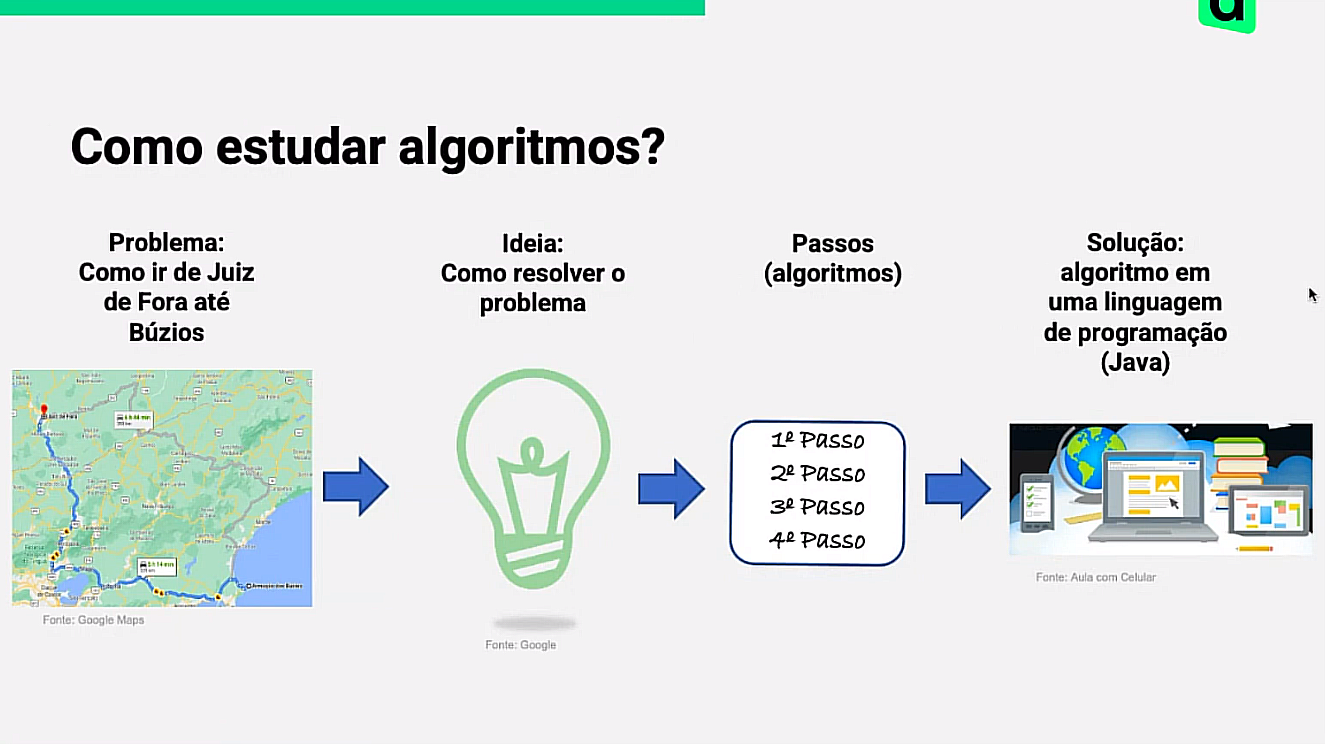 Como estudar algoritmos?
Problema:
Como ir de Juiz
de Fora até
Búzios
Ideia:
Como resolver o
problema
Passos
(algoritmos)
Solução:
algoritmo em
uma linguagem
de programação
(Java)
1º Passo
2º Passo
3º Passo
4º Passo
Fonte: Google Maps
Fonte: Google
Fonte: Aula com Celular